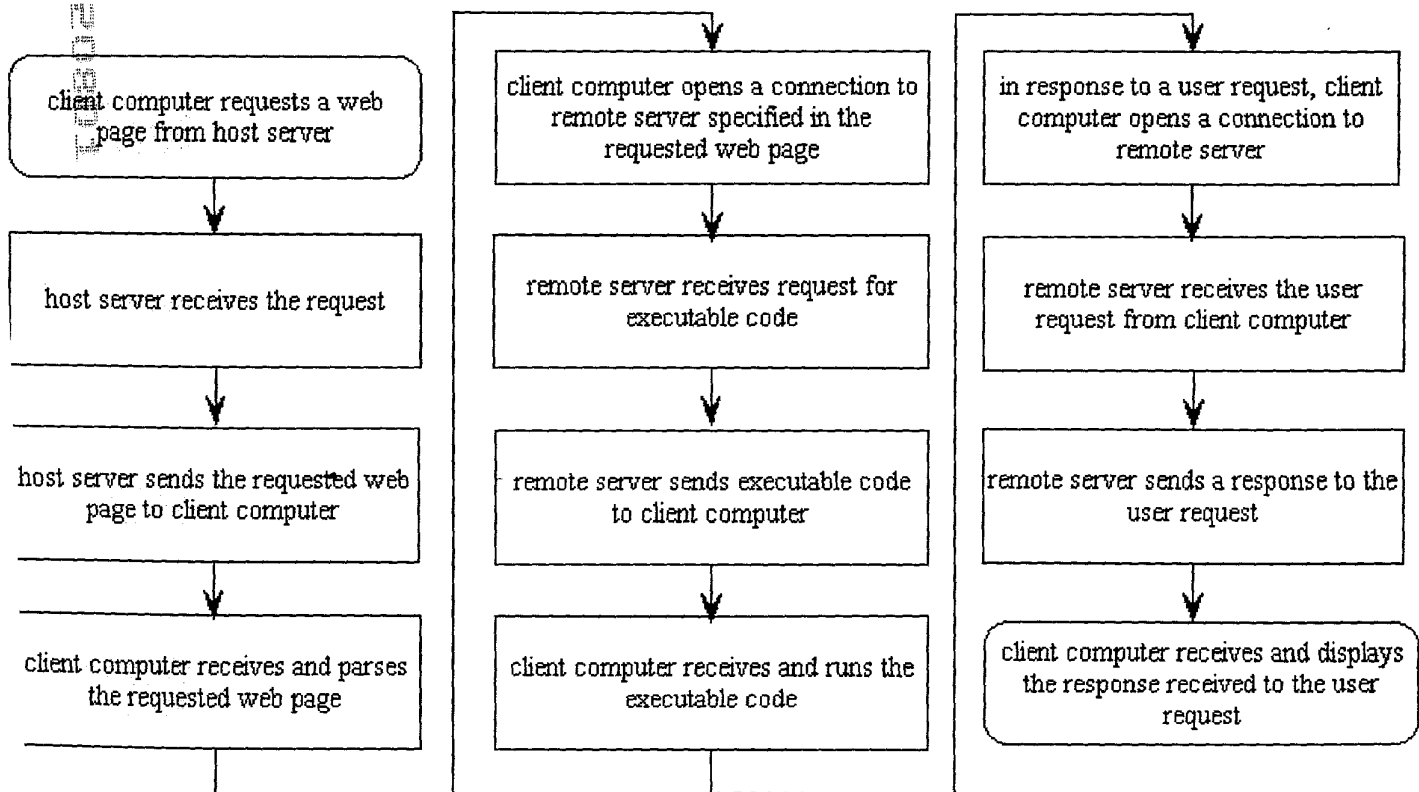 client computer requests a web
page from host server
host server receives the request
host server sends the requested web
page to client computer
client computer receives and parses
the requested web page
client computer opens a connection to
remote server specified in the
requested web page
remote server receives request for
executable code
remote server sends executable code
to client computer
client computer receives and runs the
executable code
in response to a user request, client
computer opens a connection to
remote server
remote server receives the user
request from client computer
remote server sends a response to the
user request
client computer receives and displays
the response received to the user
request